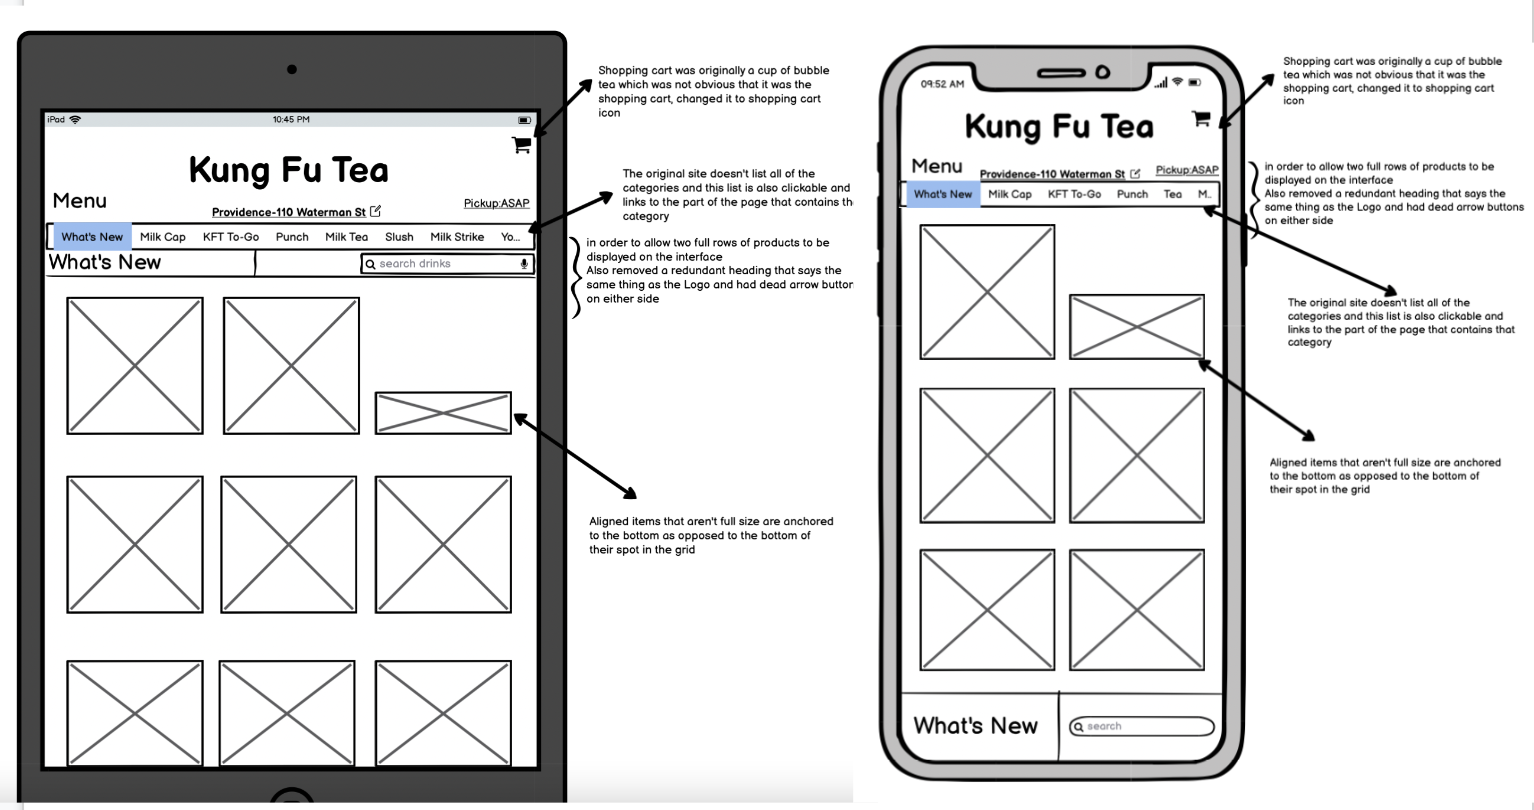 iPad
10:45 PM
Kung Fu Tea
Menu
Providence-110 Waterman St
Pickup:ASAP
What's New Milk Cap KFT To-Go Punch Milk Tea Slush Milk Strike Yo...
What's New
search drinks
Shopping cart was originally a cup of bubble
tea which was not obvious that it was the
shopping cart, changed it to shopping cart
icon
The original site doesn't list all of the
categories and this list is also clickable and
links to the part of the page that contains th
category
in order to allow two full rows of products to be
displayed on the interface
Also removed a redundant heading that says the
same thing as the Logo and had dead arrow button
on either side
Aligned items that aren't full size are anchored
to the bottom as opposed to the bottom of
their spot in the grid
09:52 AM
Kung Fu Tea
Menu
Providence-110 Waterman St
Pickup:ASAP
What's New Milk Cap KFT To-Go Punch Tea M..
What's New
search
Shopping cart was originally a cup of bubble
tea which was not obvious that it was the
shopping cart, changed it to shopping cart
icon
in order to allow two full rows of products to be
displayed on the interface
Also removed a redundant heading that says the
same thing as the Logo and had dead arrow buttons
on either side
The original site doesn't list all of the
categories and this list is also clickable and
links to the part of the page that contains that
category
Aligned items that aren't full size are anchored
to the bottom as opposed to the bottom of
their spot in the grid